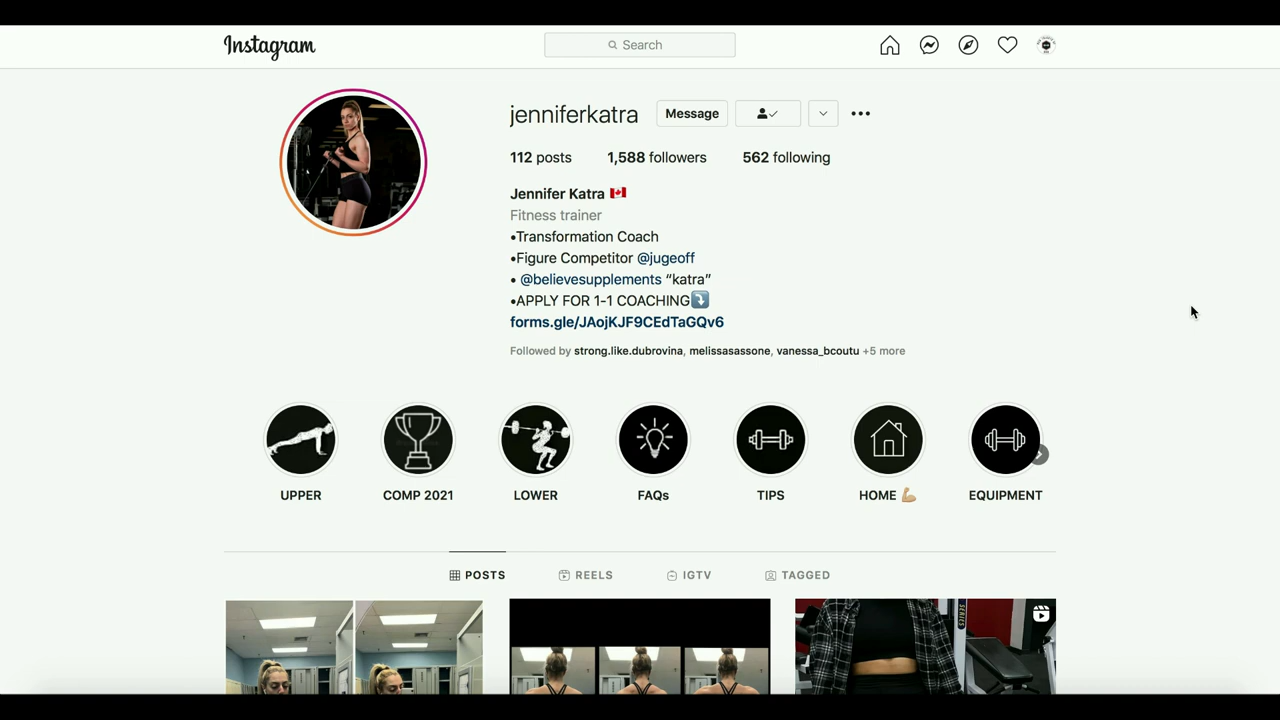 Instagram
Search
jenniferkatra Message
112 posts 1,588 followers 562 following
Jennifer Katra 🇨🇦
Fitness trainer
•Transformation Coach
•Figure Competitor @jugeoff
• @believesupplements “katra”
•APPLY FOR 1-1 COACHING⤵️
forms.gle/JAojKJF9CEdTaGQv6
Followed by strong.like.dubrovina, melissasassone, vanessa_bcoutu +5 more
UPPER COMP 2021 LOWER FAQs TIPS HOME 💪🏼 EQUIPMENT
POSTS REELS IGTV TAGGED
SERIES